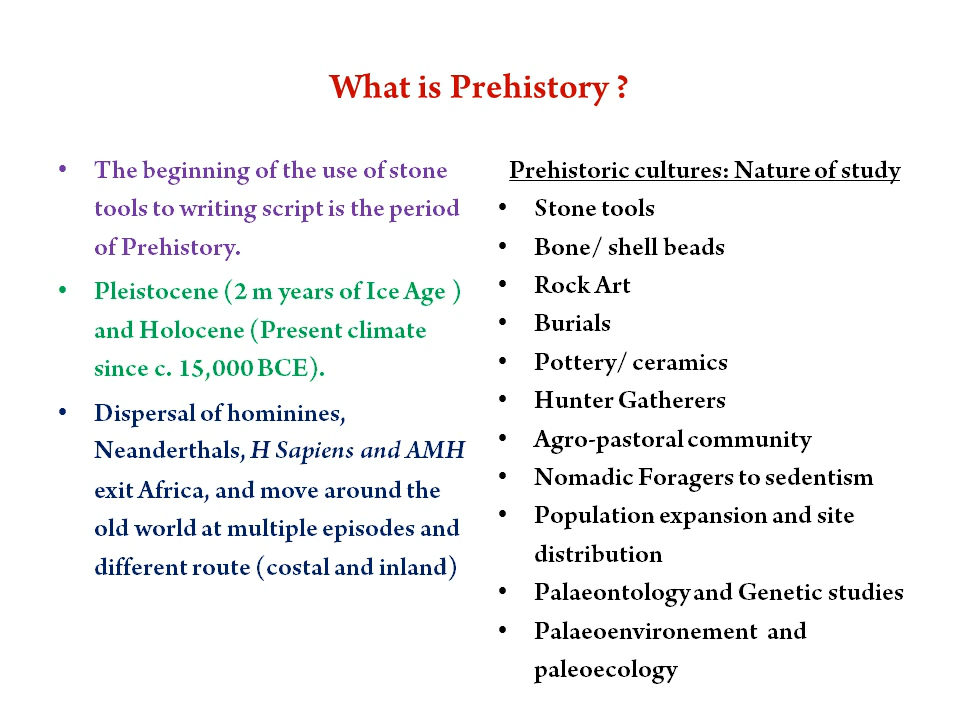 What is Prehistory ?
• The beginning of the use of stone
tools to writing script is the period
of Prehistory.
• Pleistocene (2 m years of Ice Age )
and Holocene (Present climate
since c. 15,000 BCE).
• Dispersal of hominines,
Neanderthals, H Sapiens and AMH
exit Africa, and move around the
old world at multiple episodes and
different route (costal and inland)
Prehistoric cultures: Nature of study
• Stone tools
• Bone/ shell beads
• Rock Art
• Burials
• Pottery/ ceramics
• Hunter Gatherers
• Agro-pastoral community
• Nomadic Foragers to sedentism
• Population expansion and site
distribution
• Palaeontology and Genetic studies
• Palaeoenvironement and
paleoecology